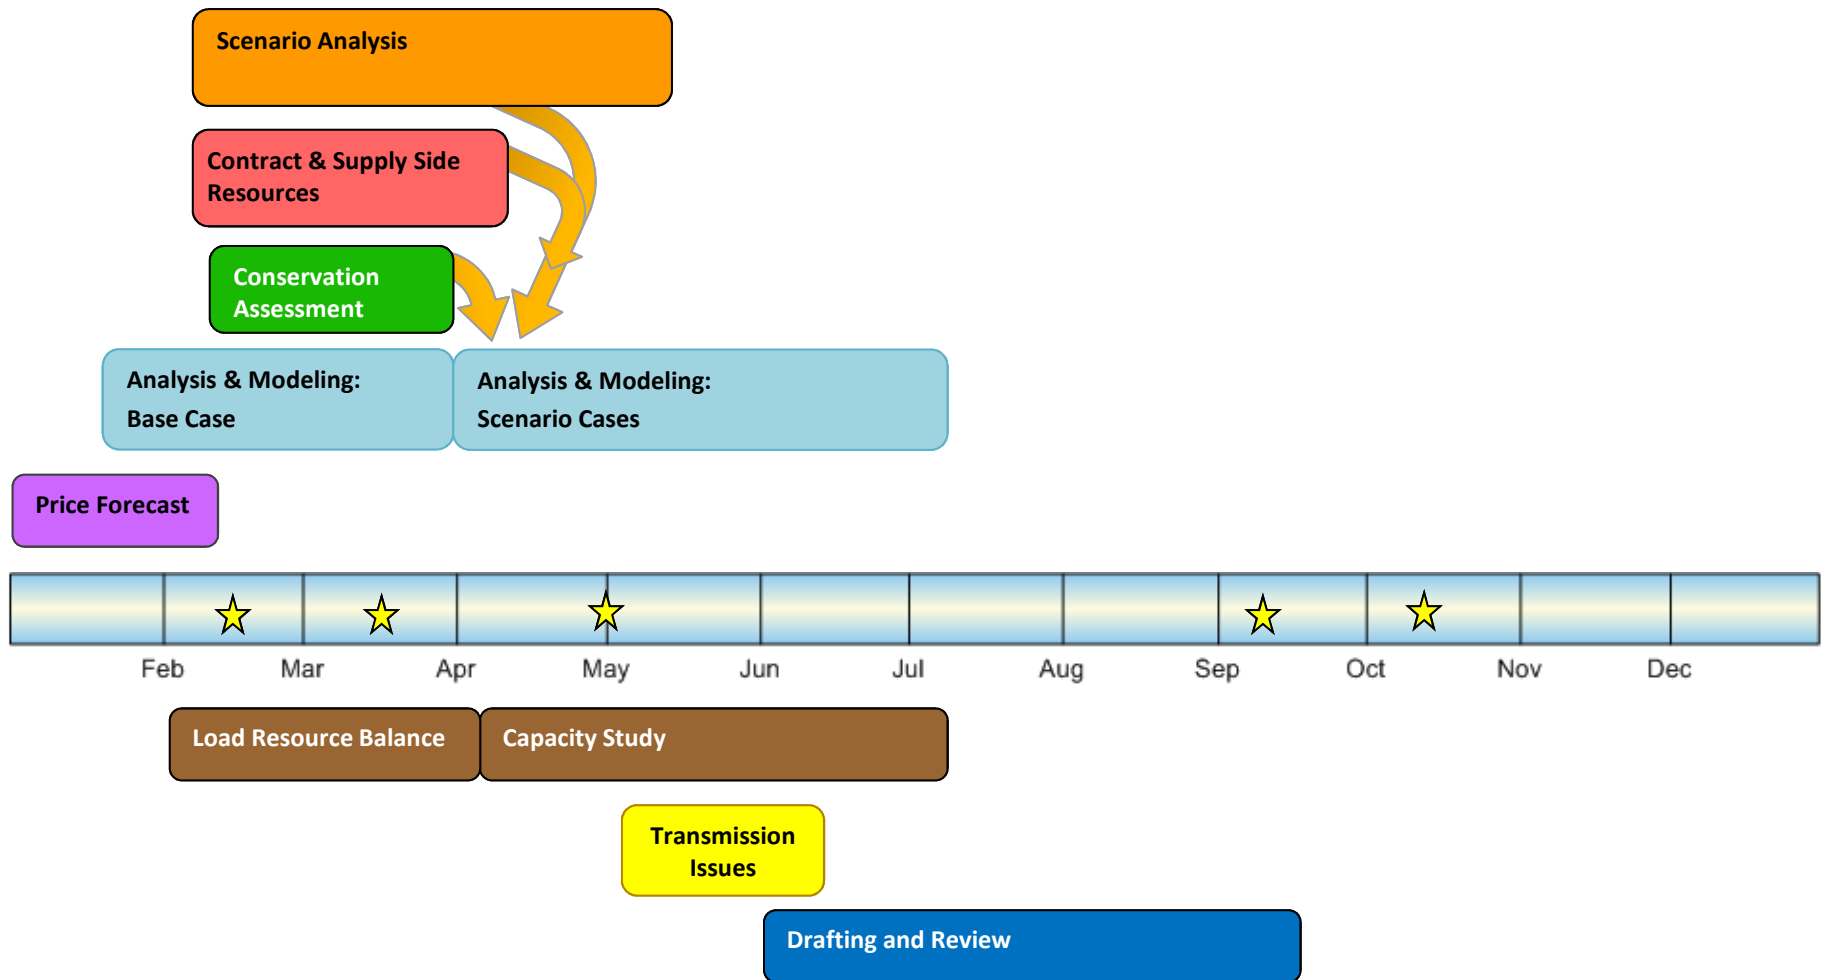 Scenario Analysis
Contract & Supply Side
Resources
Conservation
Assessment
Analysis & Modeling:
Base Case
Analysis & Modeling:
Scenario Cases
Price Forecast
Feb
Mar
Apr
May
Jun
Jul
Aug
Sep
Oct
Nov
Dec
Load Resource Balance
Capacity Study
Transmission
Issues
Drafting and Review